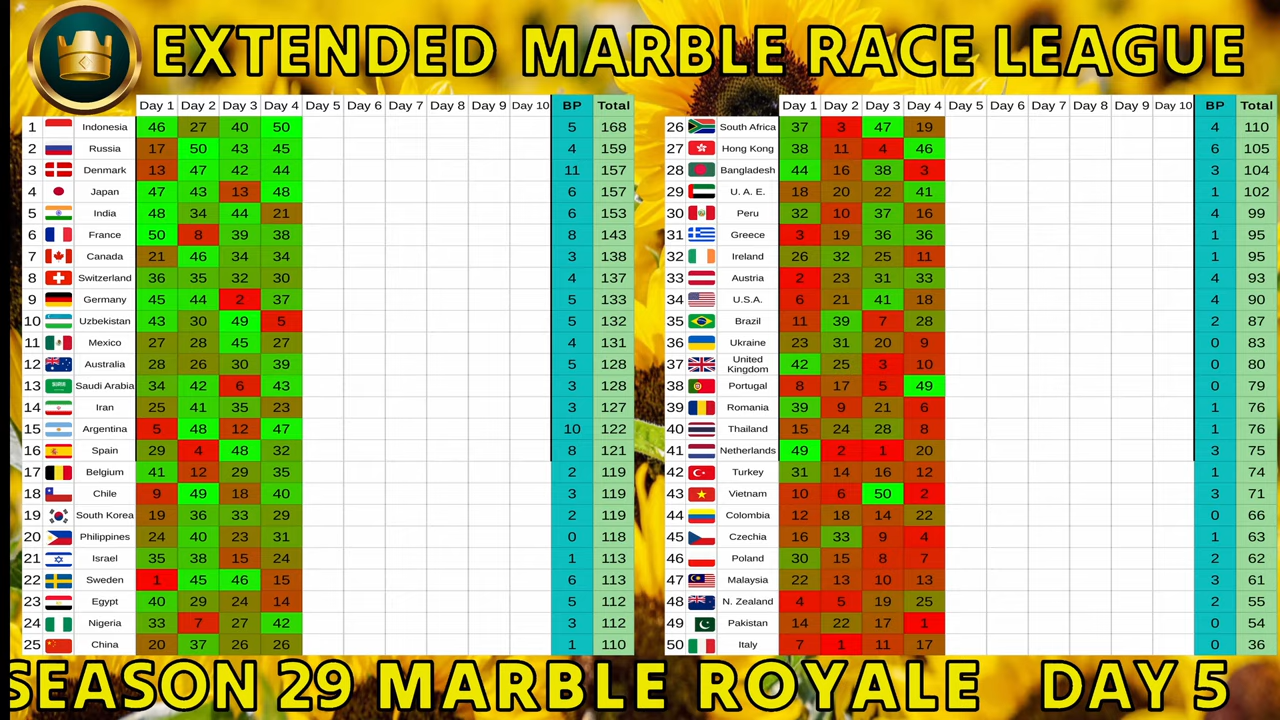 EXTENDED MARBLE RACE LEAGUE
Day 1 Day 2 Day 3 Day 4 Day 5 Day 6 Day 7 Day 8 Day 9 Day 10 BP Total
1 Indonesia 46 27 40 50 5 168
2 Russia 17 50 43 45 4 159
3 Denmark 13 47 42 44 11 157
4 Japan 47 43 13 48 6 157
5 India 48 34 44 21 6 153
6 France 50 8 39 38 8 143
7 Canada 21 46 34 34 3 138
8 Switzerland 36 35 32 30 4 137
9 Germany 45 44 2 37 5 133
10 Uzbekistan 43 30 49 5 5 132
11 Mexico 27 28 45 27 4 131
12 Australia 28 26 30 39 5 128
13 Saudi Arabia 34 42 6 43 3 128
14 Iran 25 41 35 23 3 127
15 Argentina 5 48 12 47 10 122
16 Spain 29 4 48 32 8 121
17 Belgium 41 12 29 35 2 119
18 Chile 9 49 18 40 3 119
19 South Korea 19 36 33 29 2 119
20 Philippines 24 40 23 31 0 118
21 Israel 35 38 15 24 1 113
22 Sweden 1 45 46 15 6 113
23 Egypt 40 29 24 14 5 112
24 Nigeria 33 7 27 42 3 112
25 China 20 37 26 26 1 110
Day 1 Day 2 Day 3 Day 4 Day 5 Day 6 Day 7 Day 8 Day 9 Day 10 BP Total
26 South Africa 37 3 47 19 4 110
27 Hong Kong 38 11 4 46 6 105
28 Bangladesh 44 16 38 3 3 104
29 U. A. E. 18 20 22 41 1 102
30 Peru 32 10 37 16 4 99
31 Greece 3 19 36 36 1 95
32 Ireland 26 32 25 11 1 95
33 Austria 2 23 31 33 4 93
34 U.S.A. 6 21 41 18 4 90
35 Brazil 11 39 7 28 2 87
36 Ukraine 23 31 20 9 0 83
37 United Kingdom 42 25 3 10 0 80
38 Portugal 8 17 5 49 0 79
39 Romania 39 9 21 6 1 76
40 Thailand 15 24 28 8 1 76
41 Netherlands 49 2 1 20 3 75
42 Turkey 31 14 16 12 1 74
43 Vietnam 10 6 50 2 3 71
44 Colombia 12 18 14 22 0 66
45 Czechia 16 33 9 4 1 63
46 Poland 30 15 8 7 2 62
47 Malaysia 22 13 10 13 3 61
48 N. Zealand 4 5 19 25 2 55
49 Pakistan 14 22 17 1 0 54
50 Italy 7 1 11 17 0 36
SEASON 29 MARBLE ROYALE DAY 5